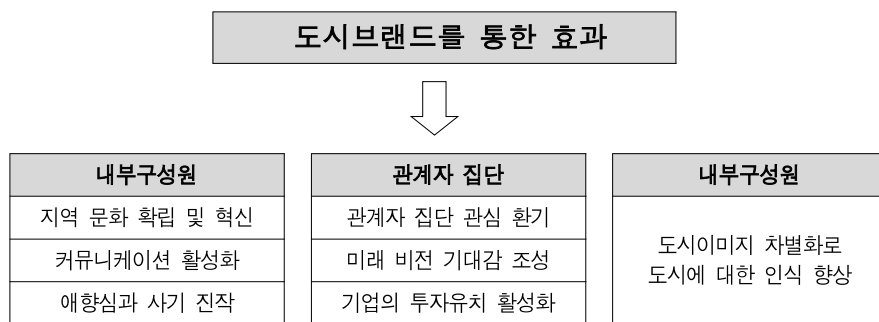 도시브랜드를 통한 효과
내부구성원
지역 문화 확립 및 혁신
커뮤니케이션 활성화
애향심과 사기 진작
관계자 집단
관계자 집단 관심 환기
미래 비전 기대감 조성
기업의 투자유치 활성화
내부구성원
도시이미지 차별화로
도시에 대한 인식 향상